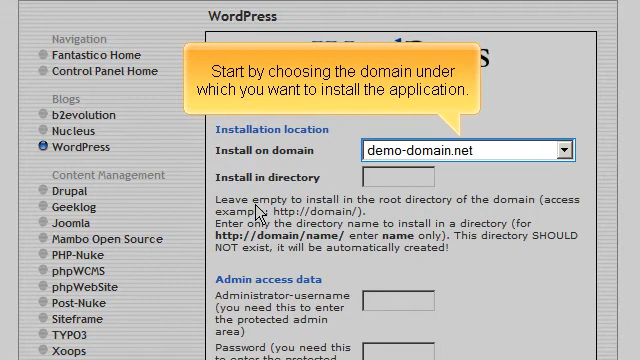 WordPress
Navigation
Fantastico Home
Control Panel Home
Start by choosing the domain under
which you want to install the application.
Blogs
b2evolution
Nucleus
WordPress
Installation location
Install on domain
demo-domain.net
Install in directory
Leave empty to install in the root directory of the domain (access
example: http://domain/).
Enter only the directory name to install in a directory (for
http://domain/name/ enter name only). This directory SHOULD
NOT exist, it will be automatically created!
Content Management
Drupal
Geeklog
Joomla
Mambo Open Source
PHP-Nuke
phpWCMS
phpWebSite
Post-Nuke
Siteframe
TYPO3
Xoops
Admin access data
Administrator-username
(you need this to enter
the protected admin
area)
Password (you need this
to enter the protected